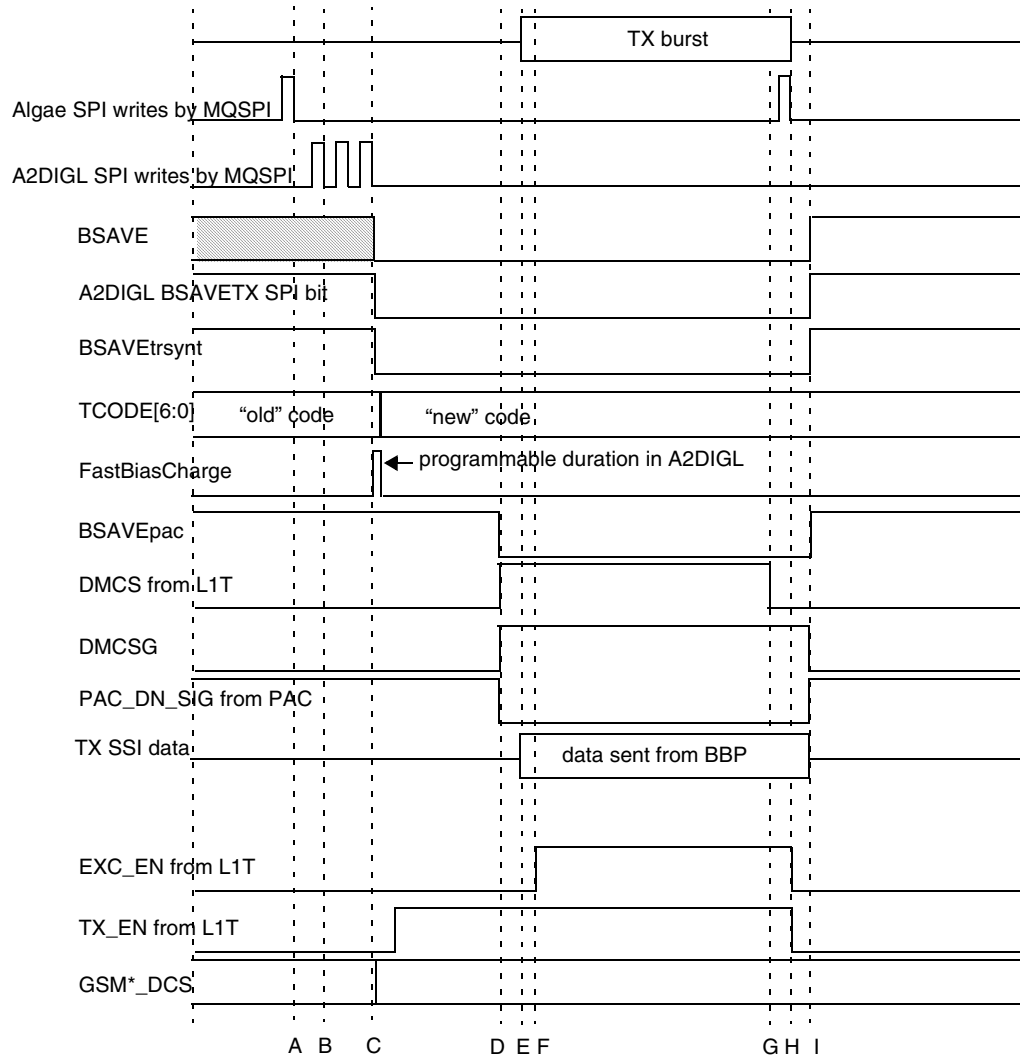 TX burst
Algae SPI writes by MQSPI
A2DIGL SPI writes by MQSPI
BSAVE
A2DIGL BSAVETX SPI bit
BSAVEtrsynt
TCODE[6:0]
“old” code
“new” code
FastBiasCharge
programmable duration in A2DIGL
BSAVEpac
DMCS from L1T
DMCSG
PAC_DN_SIG from PAC
TX SSI data
data sent from BBP
EXC_EN from L1T
TX_EN from L1T
GSM*_DCS
A B C D E F G H I